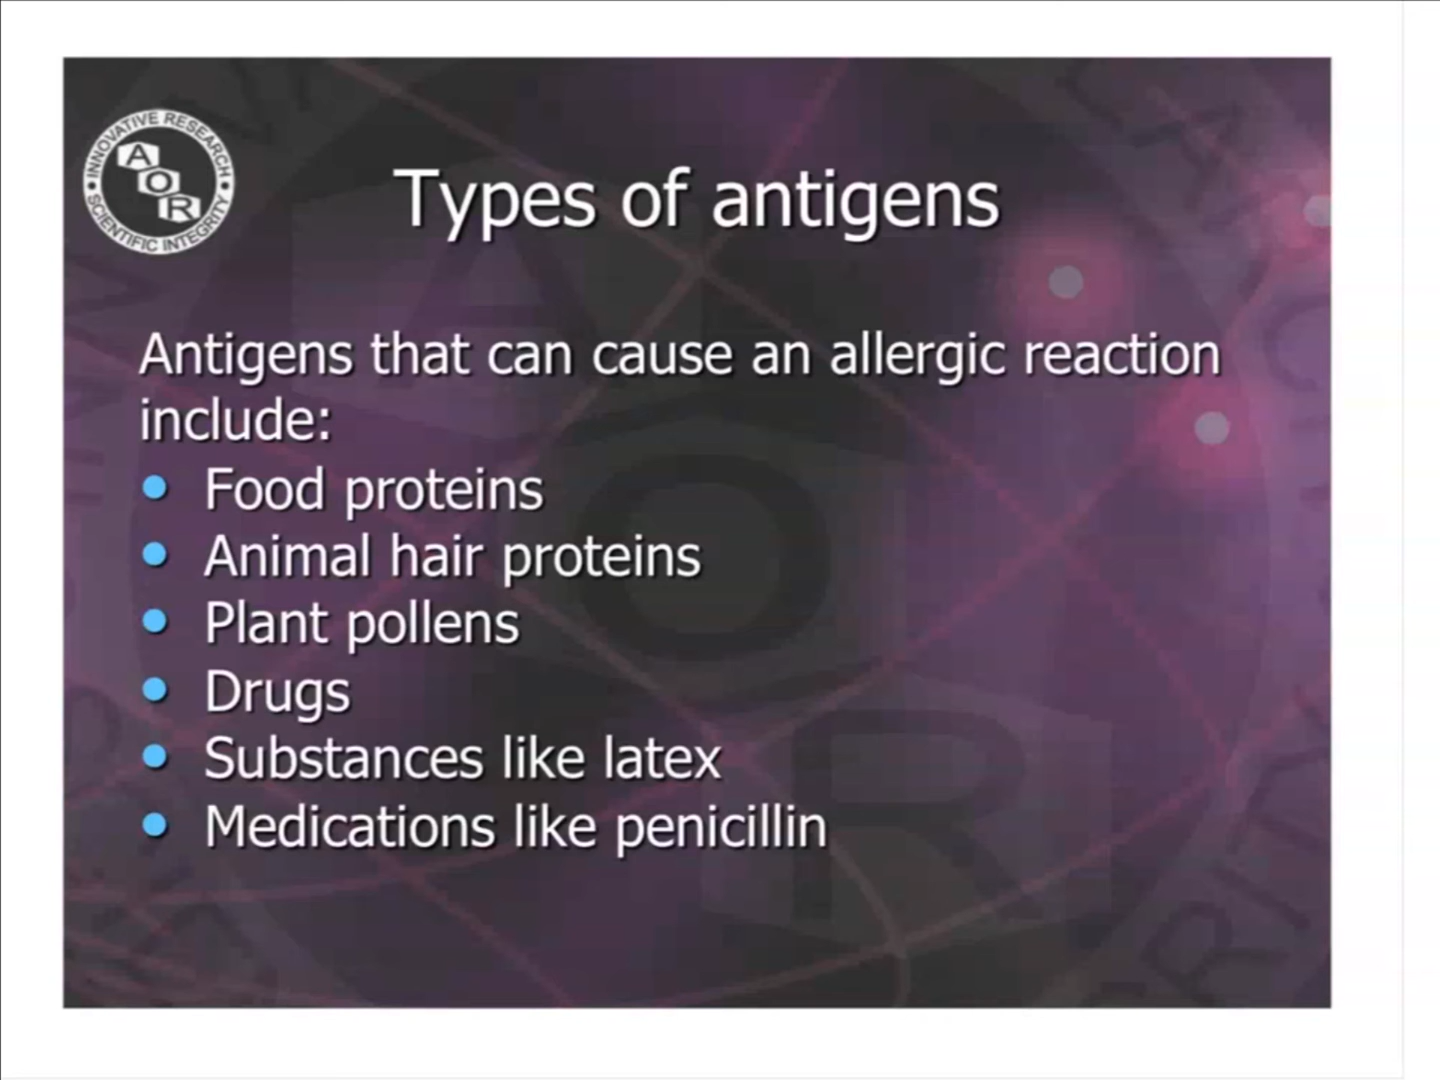 INNOVATIVE RESEARCH
AOR
SCIENTIFIC INTEGRITY
Types of antigens
Antigens that can cause an allergic reaction
include:
Food proteins
Animal hair proteins
Plant pollens
Drugs
Substances like latex
Medications like penicillin